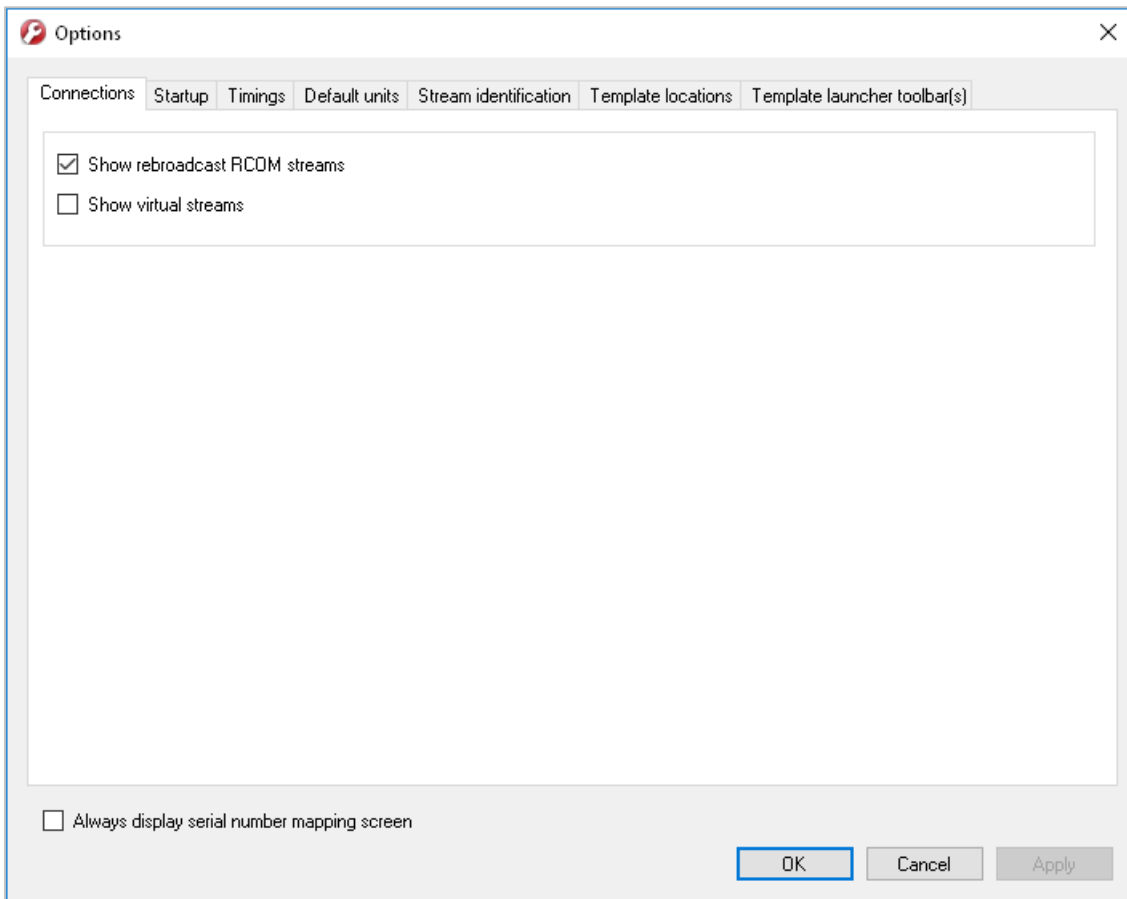 Options
Connections Startup Timings Default units Stream identification Template locations Template launcher toolbar(s)
Show rebroadcast RCOM streams
Show virtual streams
Always display serial number mapping screen
OK Cancel Apply